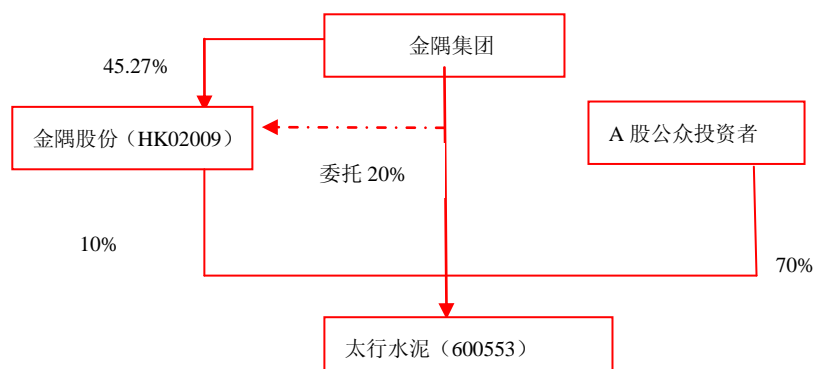 金隅集团
45.27%
金隅股份（HK02009）
A 股公众投资者
委托 20%
10%
70%
太行水泥（600553）